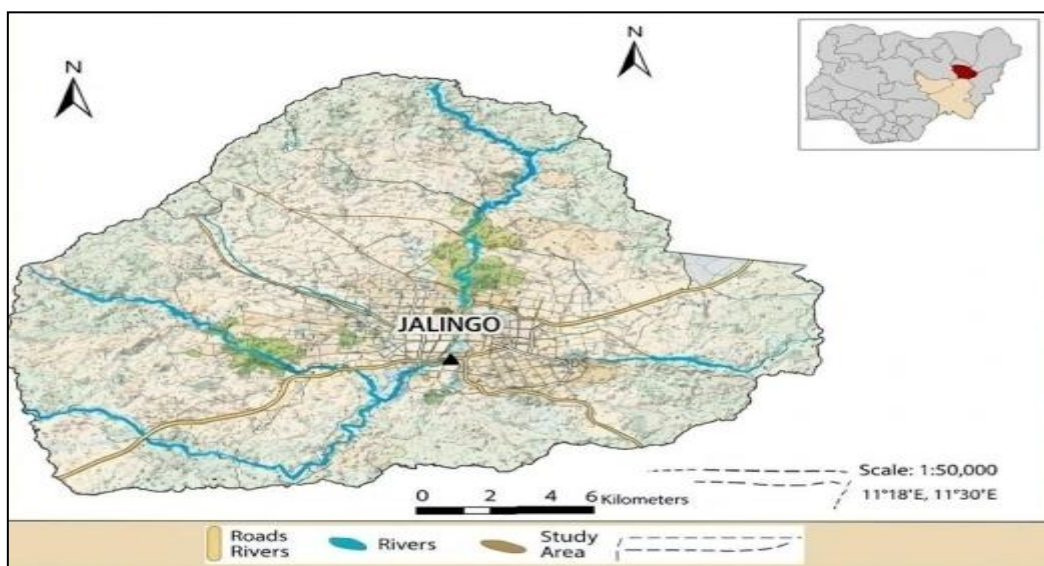 N
N
JALINGO
Scale: 1:50,000
11°18'E, 11°30'E
0 2 4 6 Kilometers
Roads
Rivers
Rivers
Study
Area